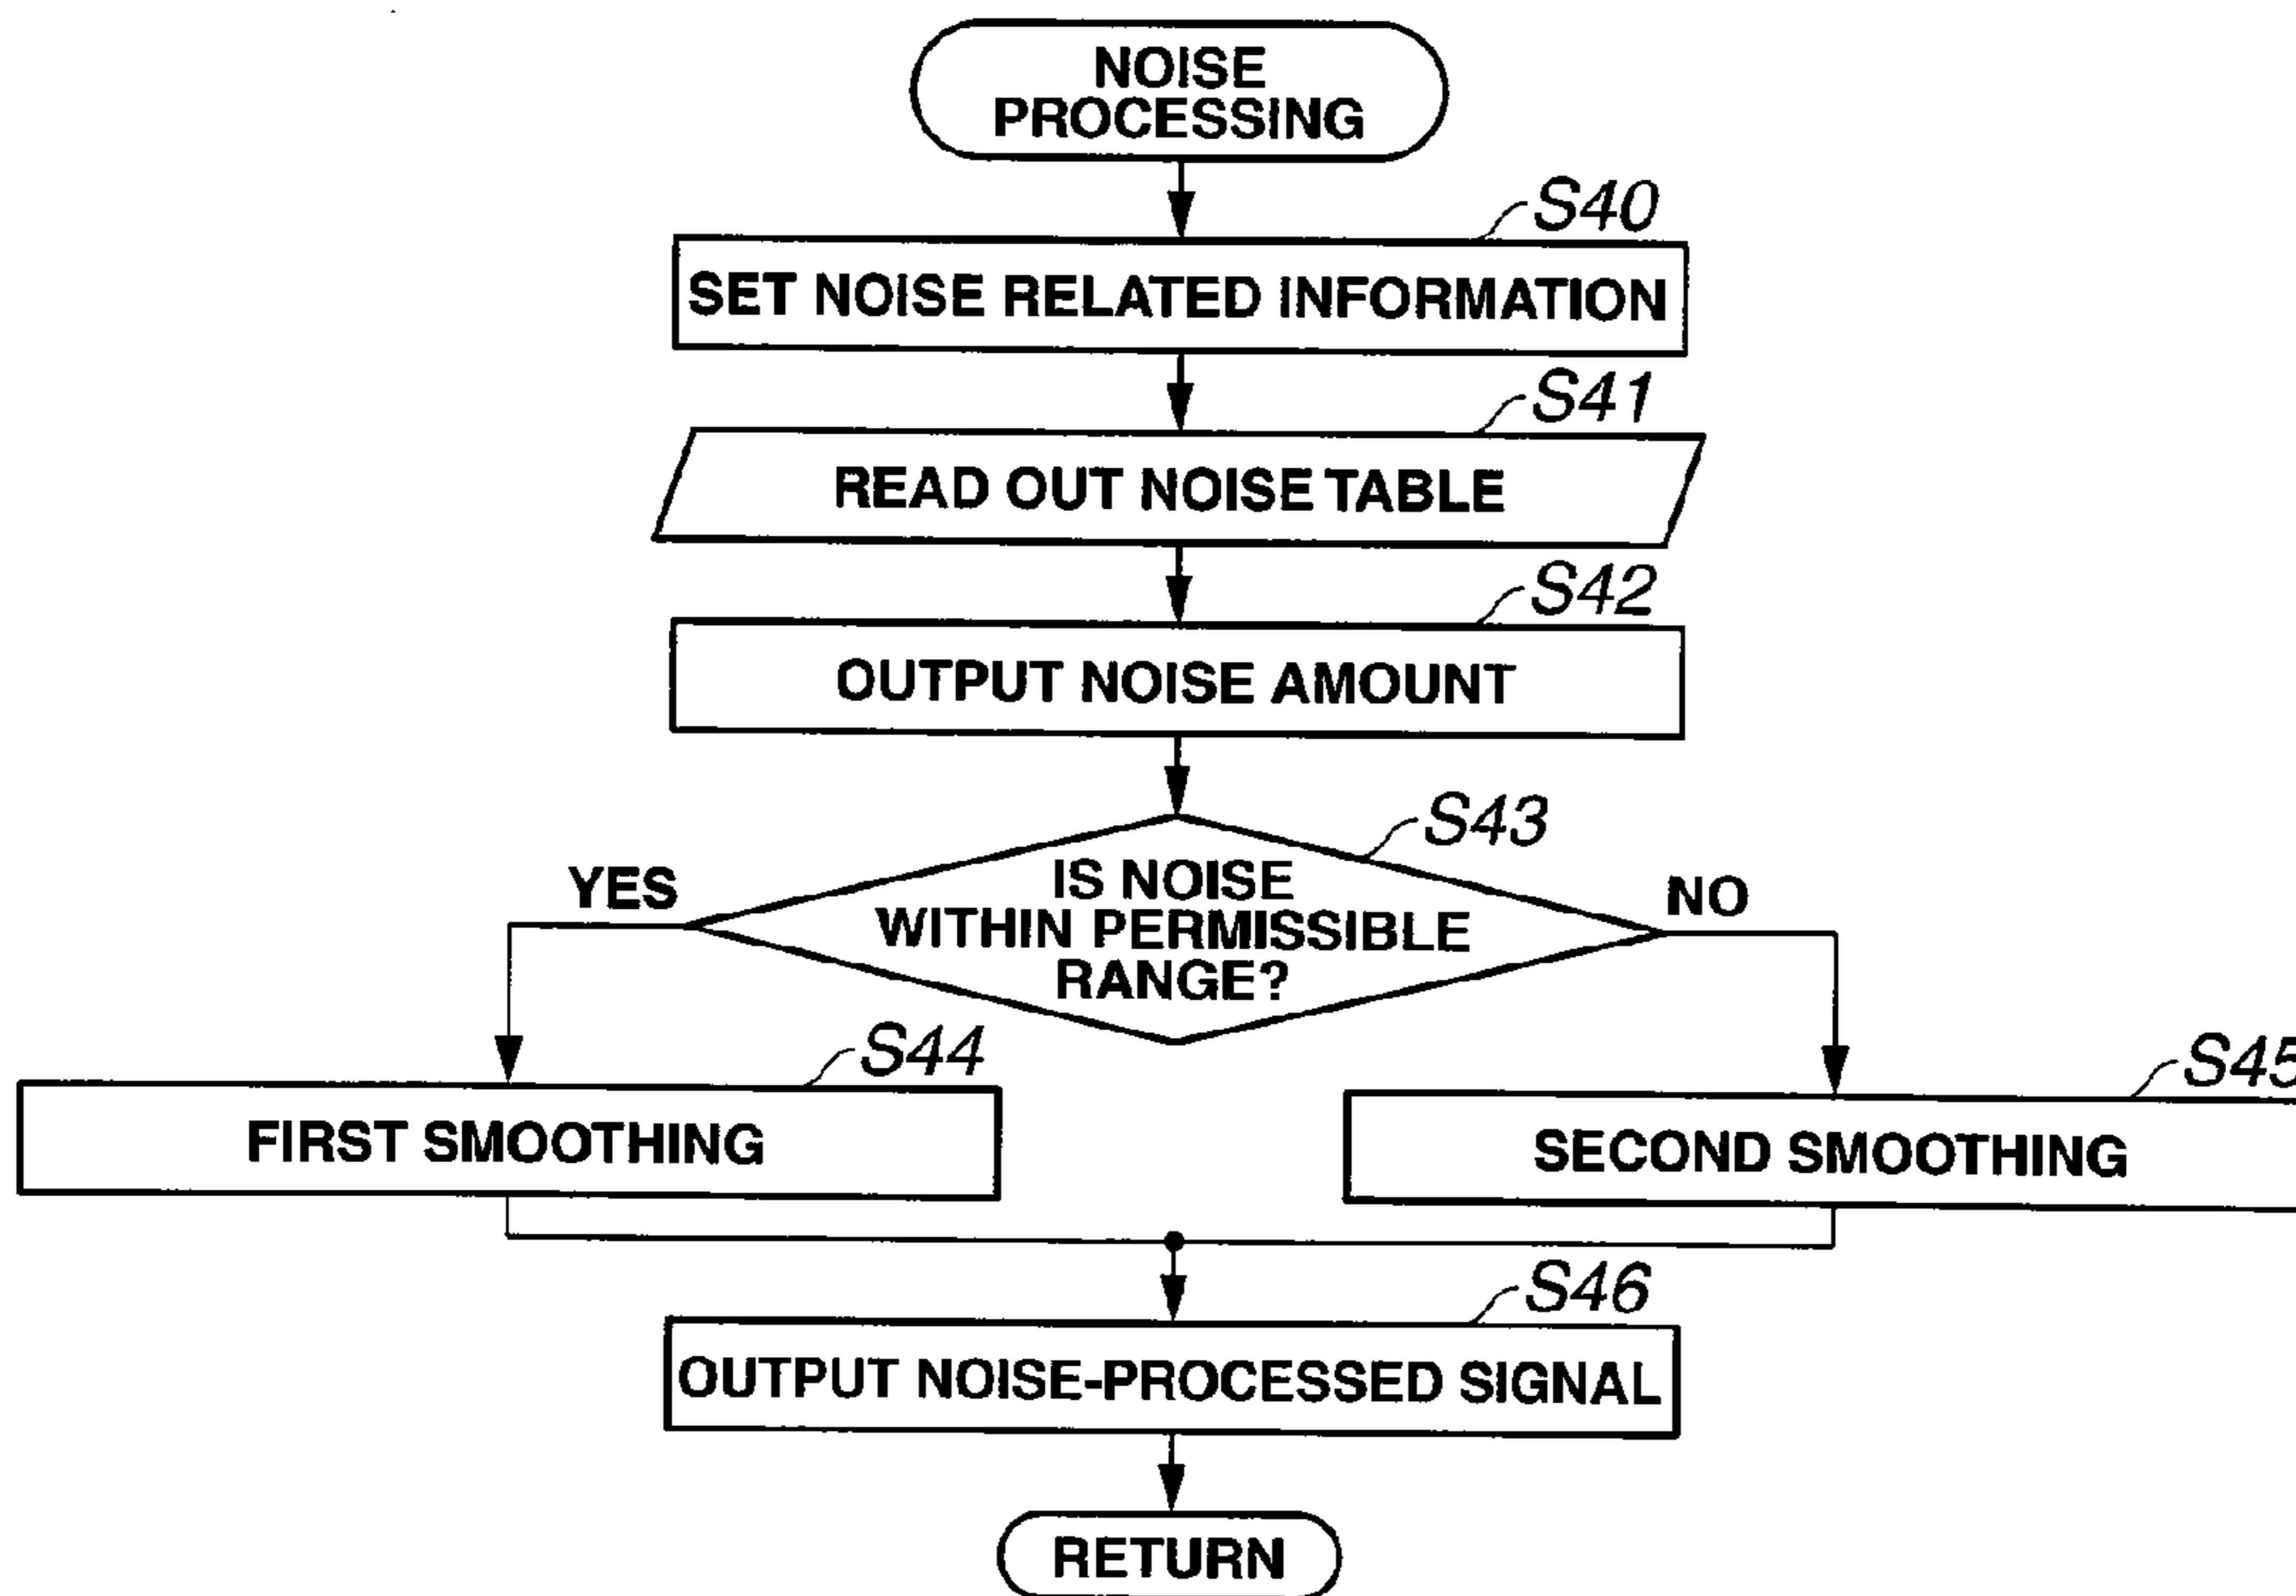 NOISE
PROCESSING
S40
SET NOISE RELATED INFORMATION
S41
READ OUT NOISE TABLE
S42
OUTPUT NOISE AMOUNT
S43
IS NOISE
WITHIN PERMISSIBLE
RANGE?
YES
NO
S44
FIRST SMOOTHING
S45
SECOND SMOOTHING
S46
OUTPUT NOISE-PROCESSED SIGNAL
RETURN